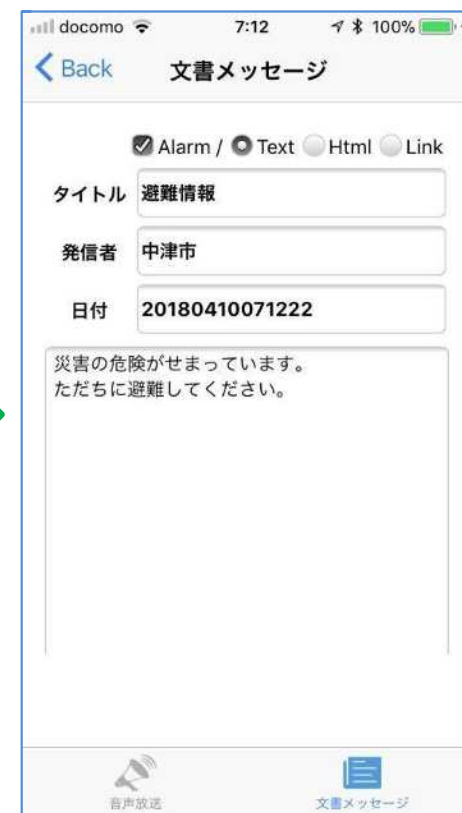 docomo 7:12 100%
Back 文書メッセージ
Alarm / Text Html Link
タイトル 避難情報
発信者 中津市
日付 20180410071222
災害の危険がせまっています。
ただちに避難してください。
音声放送 文書メッセージ